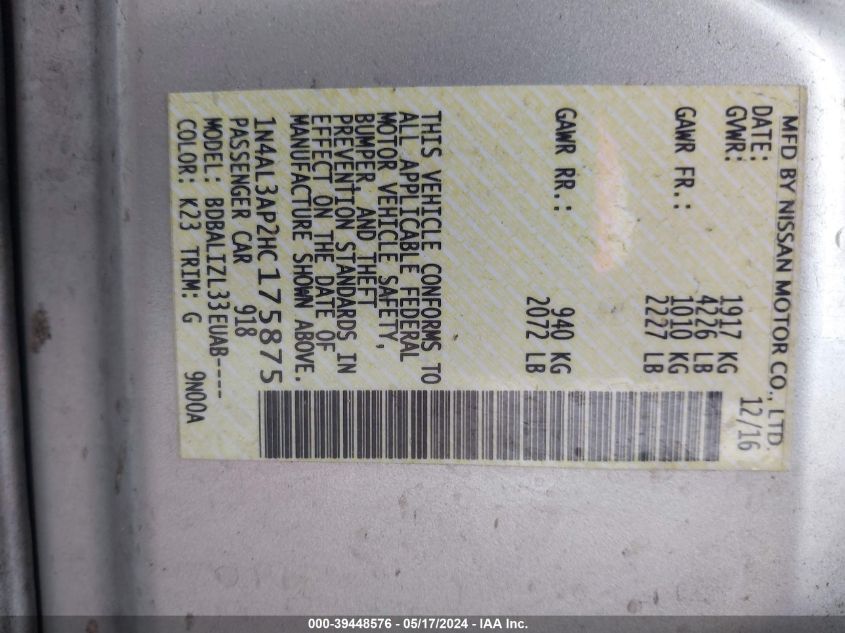 MFD BY NISSAN MOTOR CO., LTD.
DATE: 12/16
GVWR: 1917 KG
4226 LB
GAWR FR.: 1010 KG
2227 LB
GAWR RR.: 940 KG
2072 LB
THIS VEHICLE CONFORMS TO
ALL APPLICABLE FEDERAL
MOTOR VEHICLE SAFETY,
BUMPER AND THEFT
PREVENTION STANDARDS IN
EFFECT ON THE DATE OF
MANUFACTURE SHOWN ABOVE.
1N4AL3AP2HC175875
PASSENGER CAR 918
MODEL: BDBALIZL33EUAB----
COLOR: K23 TRIM: G 9N00A
000-39448576 - 05/17/2024 - IAA Inc.